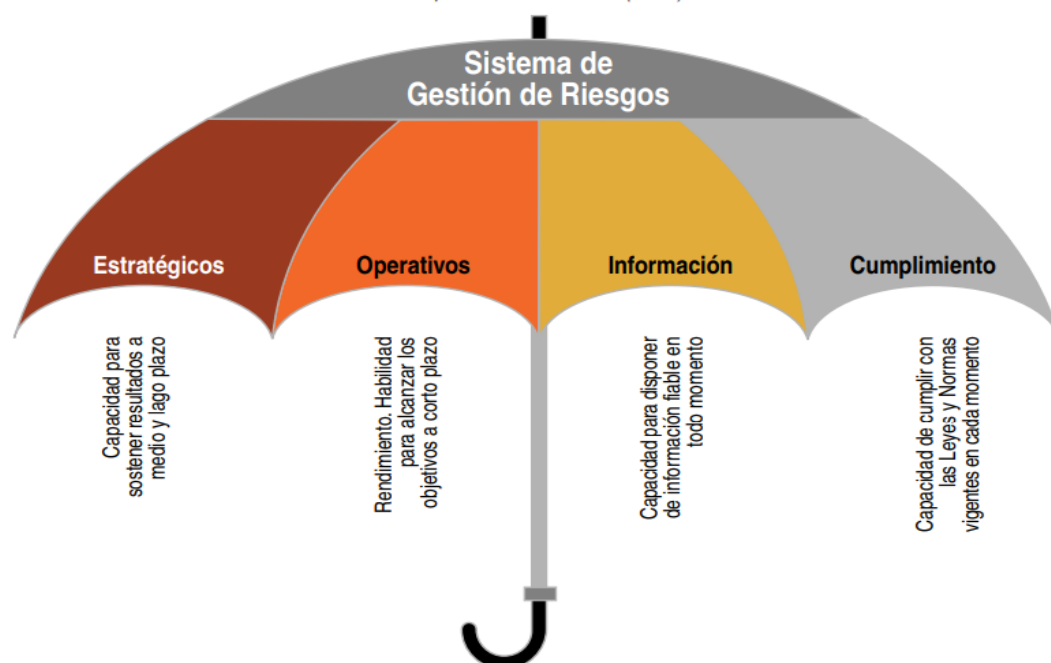 Sistema de
Gestión de Riesgos
Estratégicos
Operativos
Información
Cumplimiento
Capacidad para
sostener resultados a
medio y lago plazo
Rendimiento. Habilidad
para alcanzar los
objetivos a corto plazo
Capacidad para disponer
de información fiable en
todo momento
Capacidad de cumplir con
las Leyes y Normas
vigentes en cada momento